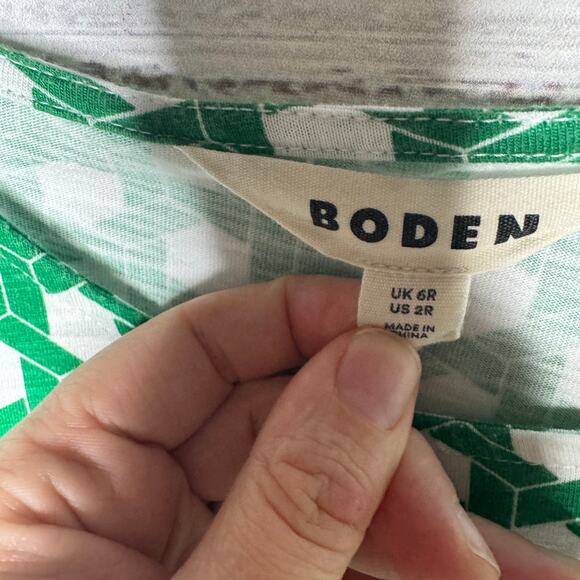 BODEN
UK 6R
US 2R
MADE IN
CHINA